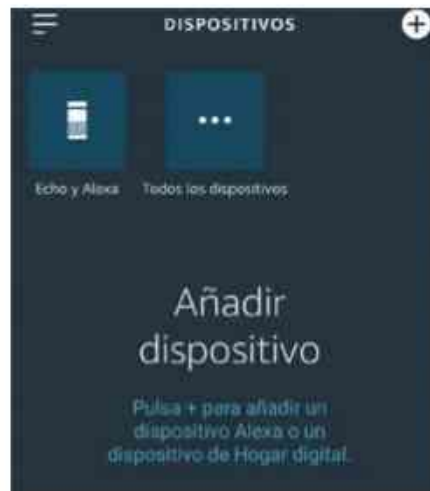 DISPOSITIVOS
Echo y Alexa
Todos los dispositivos
Añadir
dispositivo
Pulsa + para añadir un
dispositivo Alexa o un
dispositivo de Hogar digital.